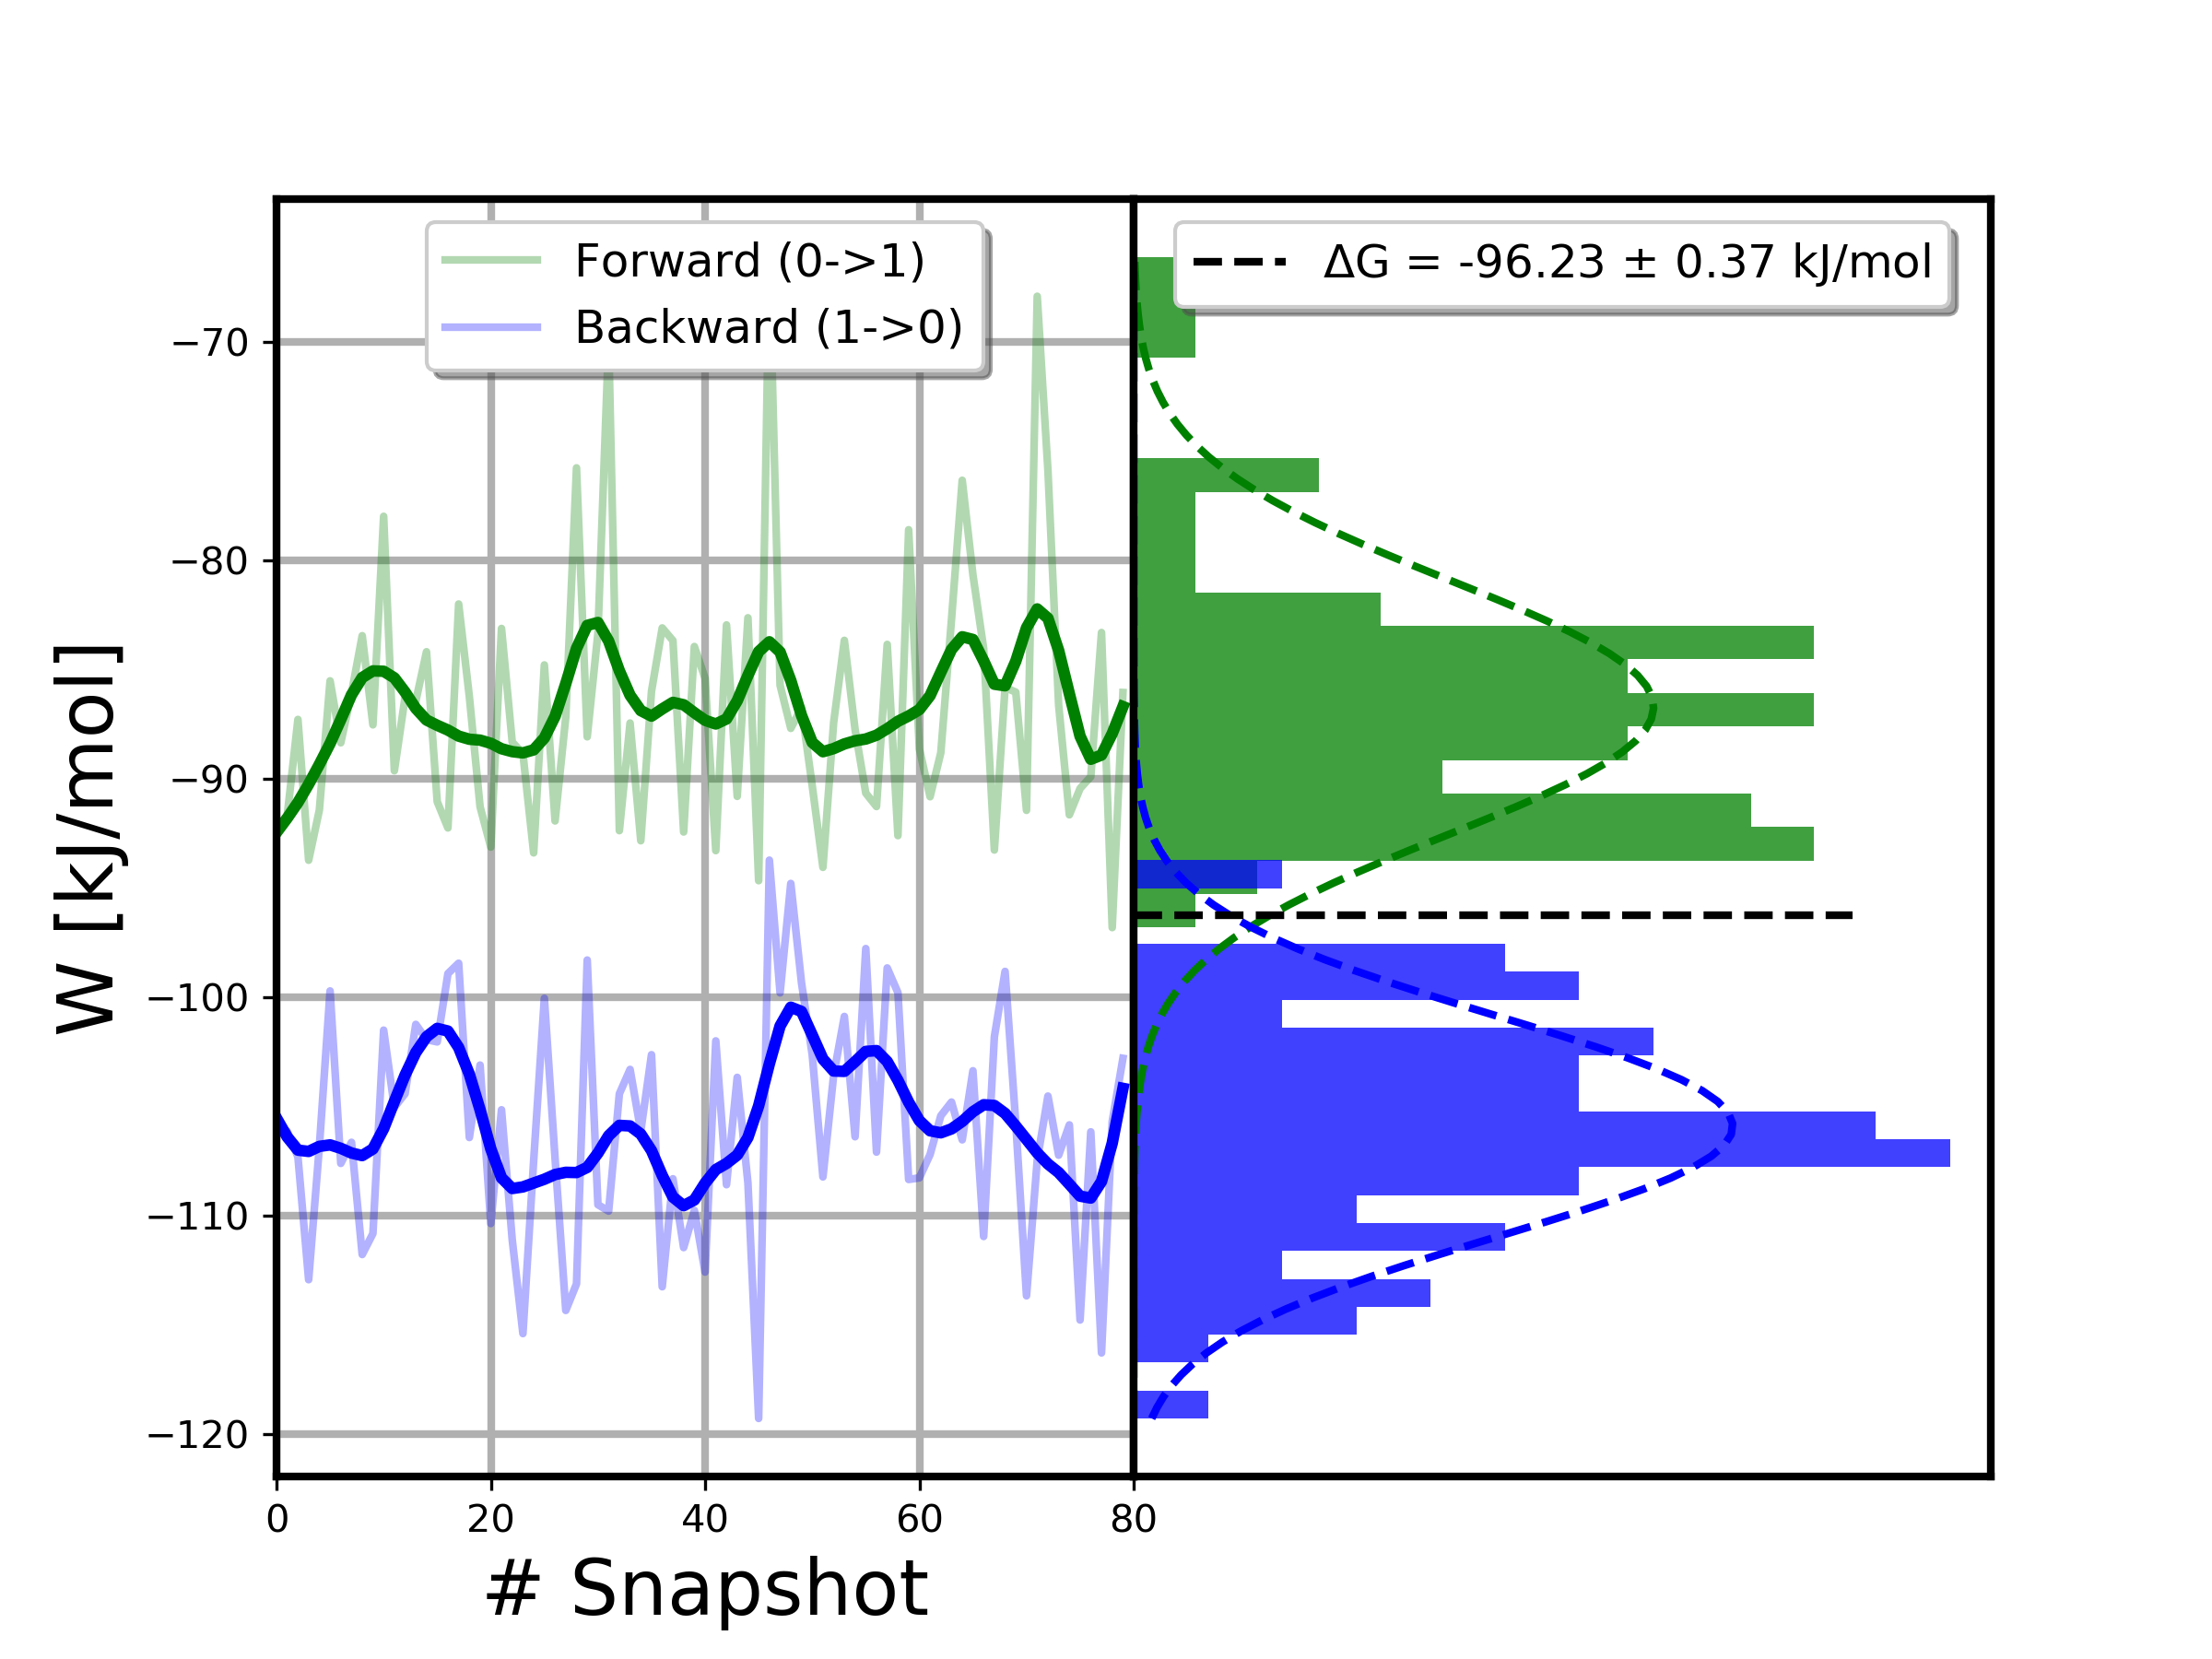 Forward (0->1)
Backward (1->0)
ΔG = -96.23 ± 0.37 kJ/mol
W [kJ/mol]
−70
−80
−90
−100
−110
−120
0 20 40 60 80
# Snapshot